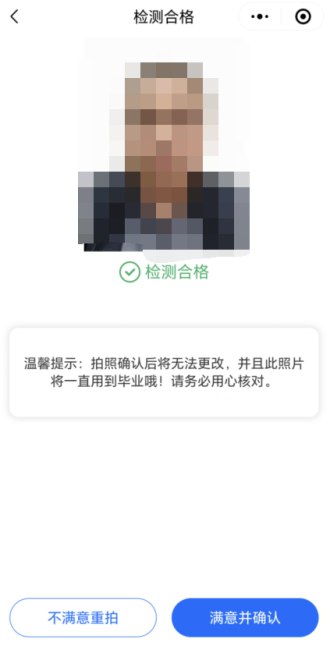 检测合格
检测合格
温馨提示：拍照确认后将无法更改，并且此照片
将一直用到毕业哦！请务必用心核对。
不满意重拍
满意并确认